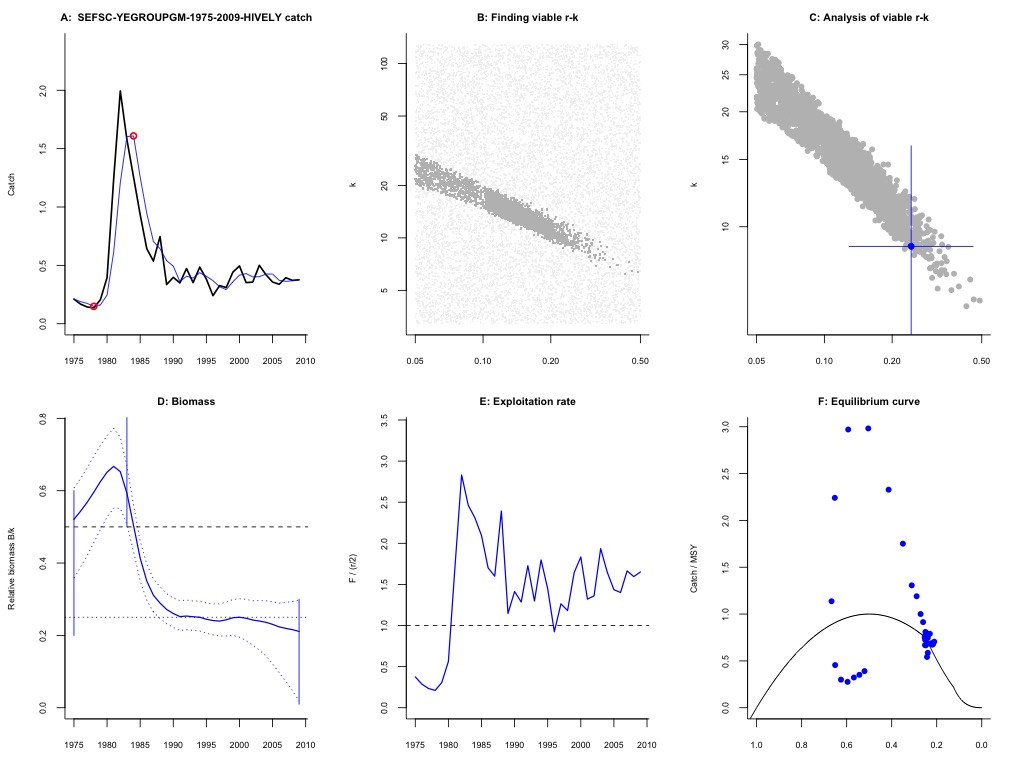 A: SEFSC-YEGROUPGM-1975-2009-HIVELY catch
Catch
0.0 0.5 1.0 1.5 2.0
1975 1980 1985 1990 1995 2000 2005 2010
B: Finding viable r-k
k
5 10 20 50 100
0.05 0.10 0.20 0.50
C: Analysis of viable r-k
k
10 15 20 25 30
0.05 0.10 0.20 0.50
D: Biomass
Relative biomass B/k
0.0 0.2 0.4 0.6 0.8
1975 1980 1985 1990 1995 2000 2005 2010
E: Exploitation rate
F / (r/2)
0.0 0.5 1.0 1.5 2.0 2.5 3.0 3.5
1975 1980 1985 1990 1995 2000 2005 2010
F: Equilibrium curve
Catch / MSY
0.0 0.5 1.0 1.5 2.0 2.5 3.0
1.0 0.8 0.6 0.4 0.2 0.0